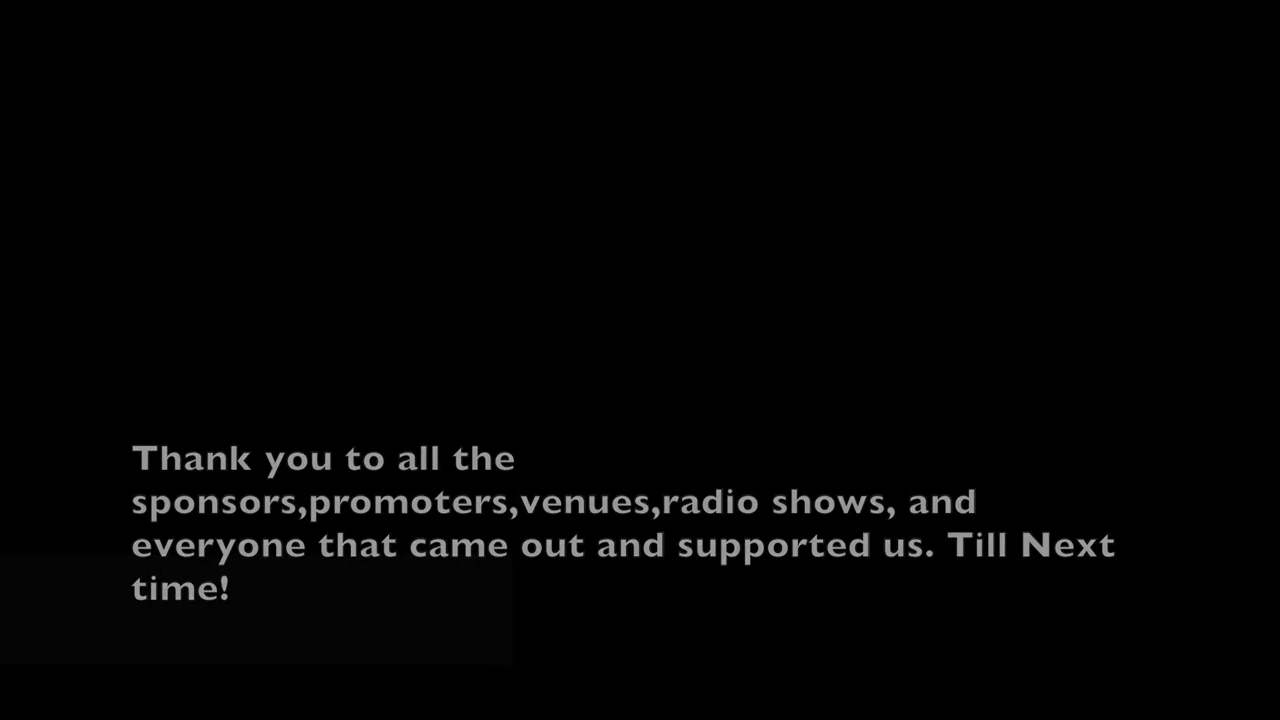 Thank you to all the
sponsors,promoters,venues,radio shows, and
everyone that came out and supported us. Till Next
time!